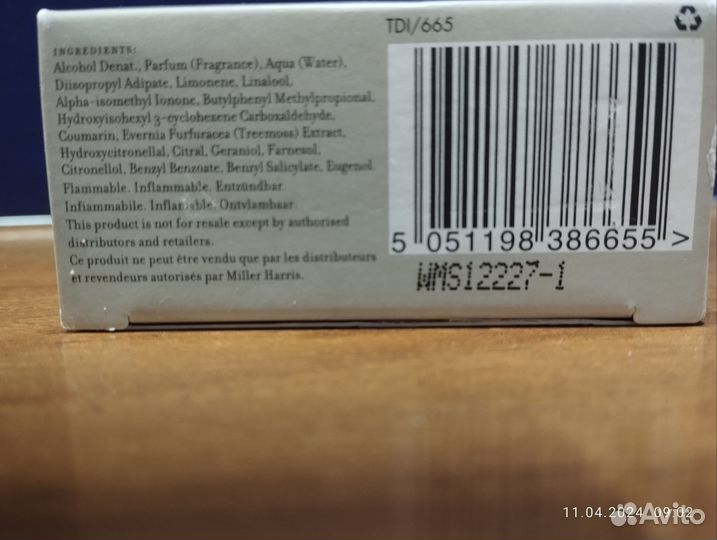 TDI/665
INGREDIENTS:
Alcohol Denat., Parfum (Fragrance), Aqua (Water),
Diisopropyl Adipate, Limonene, Linalool,
Alpha-isomethyl Ionone, Butylphenyl Methylpropional,
Hydroxyisohexyl 3-cyclohexene Carboxaldehyde,
Coumarin, Evernia Furfuracea (Treemoss) Extract,
Hydroxycitronellal, Citral, Geraniol, Farnesol,
Citronellol, Benzyl Benzoate, Benzyl Salicylate, Eugenol.
Flammable. Inflammable. Entzündbar.
Infiammabile. Inflamable. Ontvlambaar.
This product is not for resale except by authorised
distributors and retailers.
Ce produit ne peut être vendu que par les distributeurs
et revendeurs autorisés par Miller Harris.
5 051198 386655 >
WMS12227-1
11.04.2024 09:02
Avito